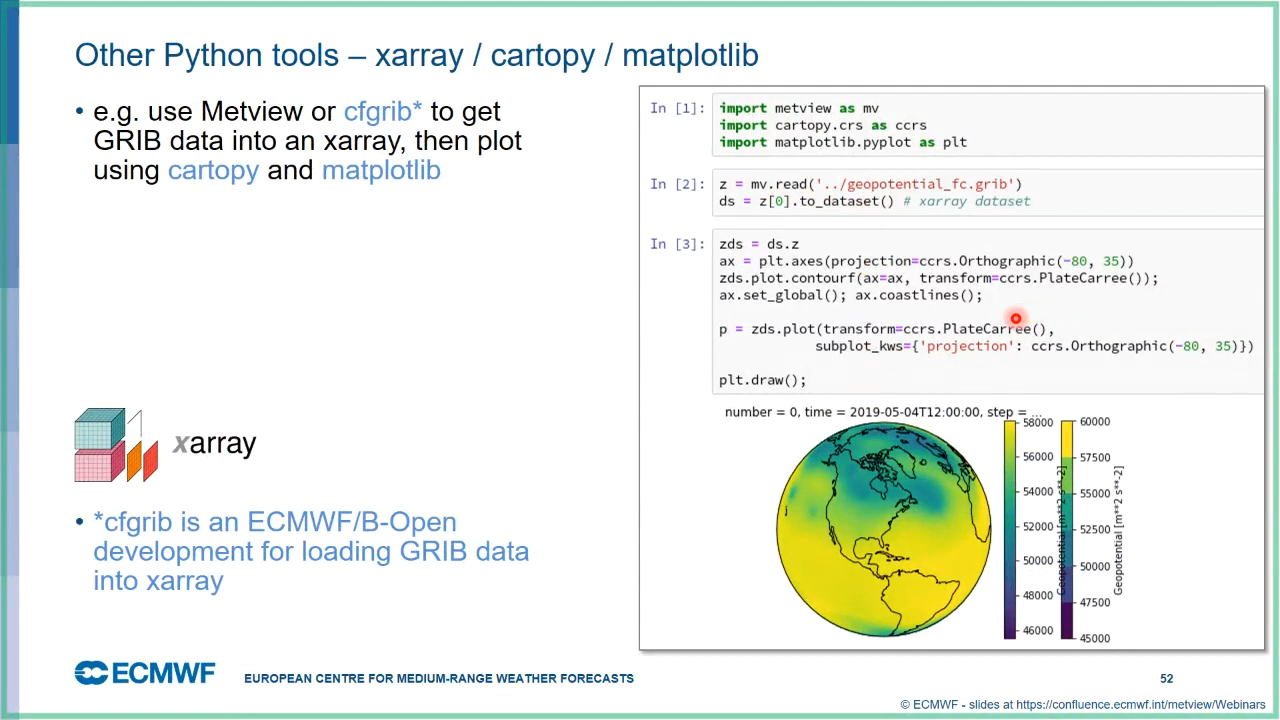 Other Python tools – xarray / cartopy / matplotlib
• e.g. use Metview or cfgrib* to get
GRIB data into an xarray, then plot
using cartopy and matplotlib
xarray
• *cfgrib is an ECMWF/B-Open
development for loading GRIB data
into xarray
In [1]: import metview as mv
import cartopy.crs as ccrs
import matplotlib.pyplot as plt
In [2]: z = mv.read('../geopotential_fc.grib')
ds = z[0].to_dataset() # xarray dataset
In [3]: zds = ds.z
ax = plt.axes(projection=ccrs.Orthographic(-80, 35))
zds.plot.contourf(ax=ax, transform=ccrs.PlateCarree());
ax.set_global(); ax.coastlines();
p = zds.plot(transform=ccrs.PlateCarree(),
subplot_kws={'projection': ccrs.Orthographic(-80, 35)})
plt.draw();
number = 0, time = 2019-05-04T12:00:00, step = ...
58000
56000
54000
52000
50000
48000
46000
Geopotential [m**2 s**-2]
60000
57500
55000
52500
50000
47500
45000
Geopotential [m**2 s**-2]
ECMWF
EUROPEAN CENTRE FOR MEDIUM-RANGE WEATHER FORECASTS
52
© ECMWF - slides at https://confluence.ecmwf.int/metview/Webinars